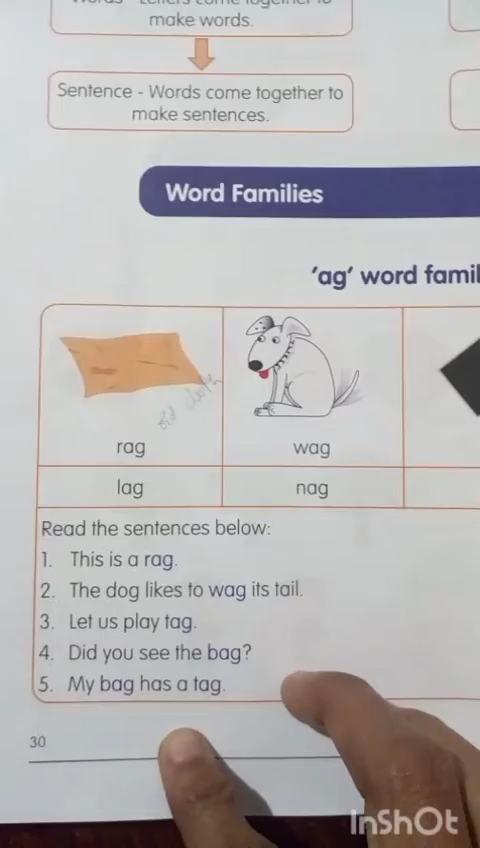 make words.
Sentence - Words come together to
make sentences.
Word Families
'ag' word famil
old cloth
rag
wag
lag
nag
Read the sentences below:
1. This is a rag.
2. The dog likes to wag its tail.
3. Let us play tag.
4. Did you see the bag?
5. My bag has a tag.
30
InShOt